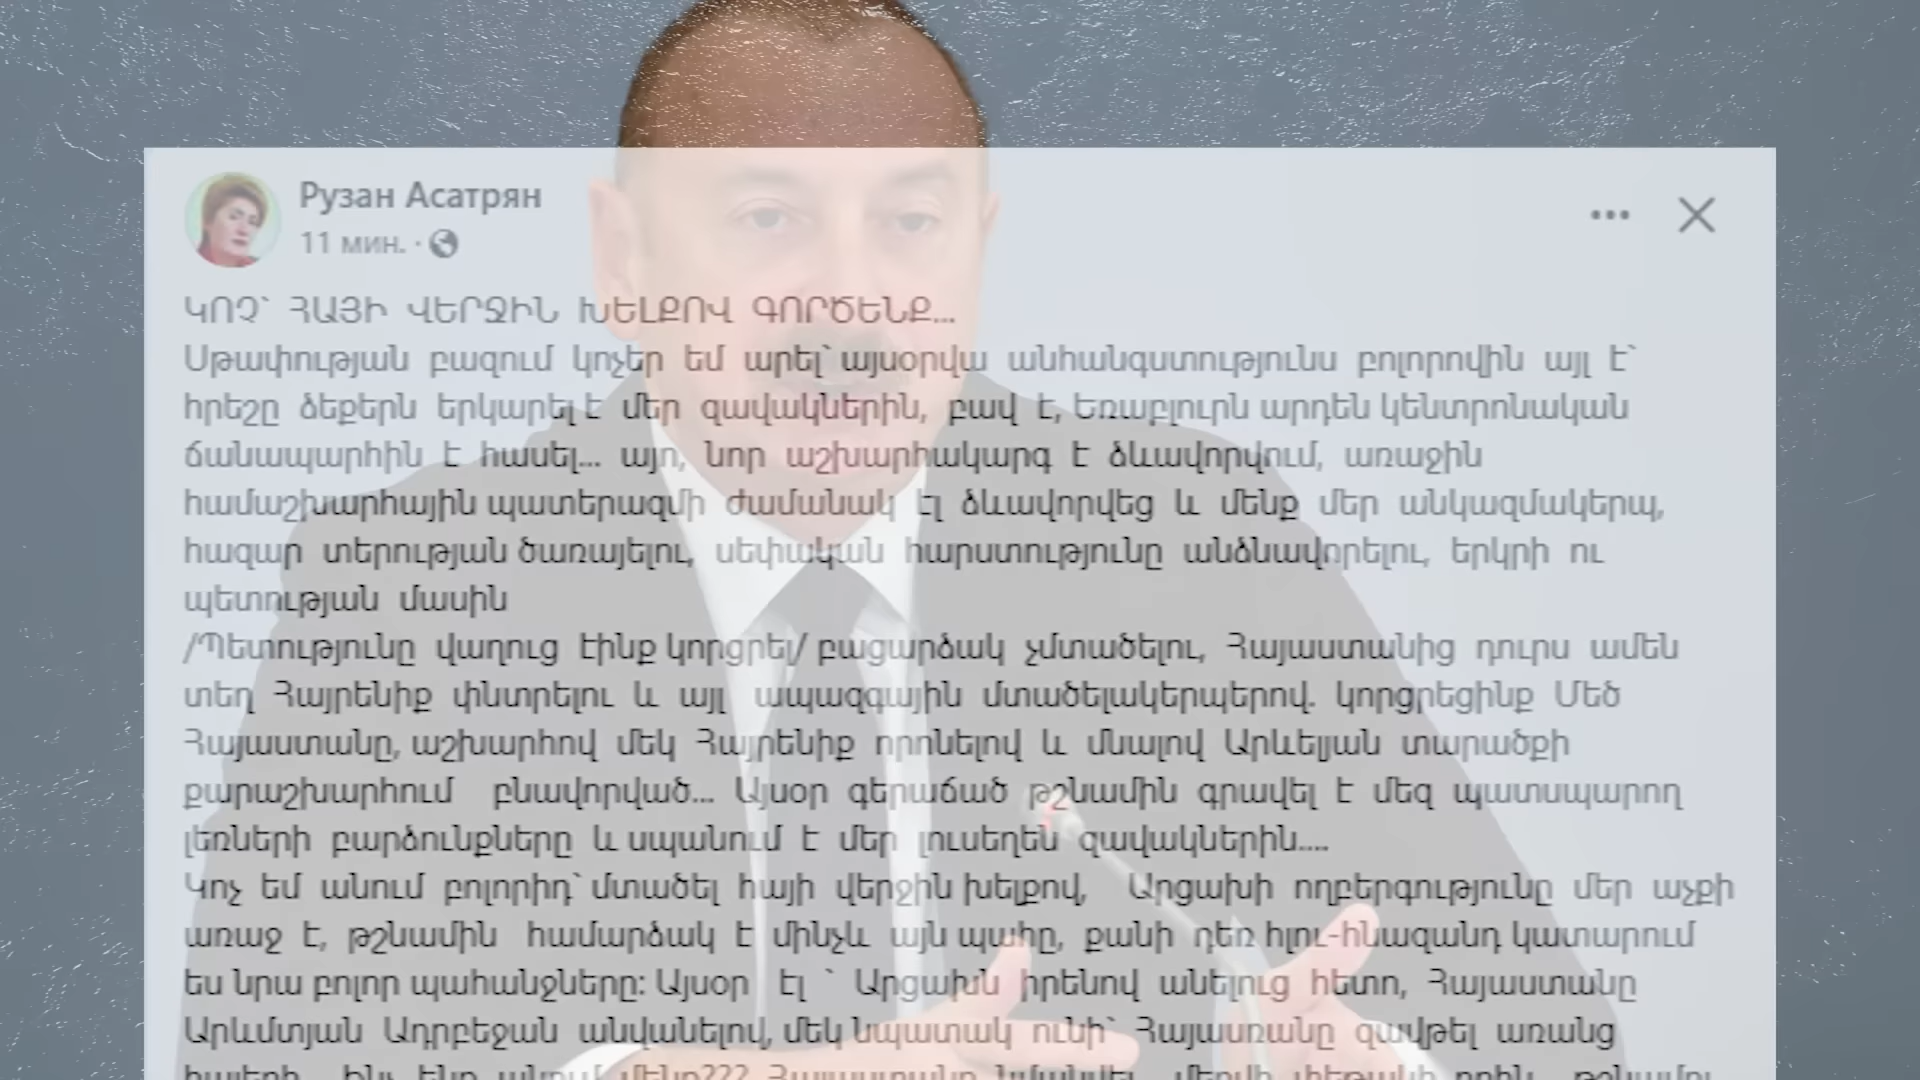 Рузан Асатрян
11 мин. ·
ԿՈՉ՝ ՀԱՅԻ ՎԵՐՋԻՆ ԽԵԼՔՈՎ ԳՈՐԾԵՆՔ...
Սթափության բազում կոչեր եմ արել՝ այսօրվա անհանգստությունս բոլորովին այլ է՝
հրեշը ձեռքերն երկարել է մեր զավակներին, բավ է, Եռաբլուրն արդեն կենտրոնական
ճանապարհին է հասել... այո, նոր աշխարհակարգ է ձևավորվում, առաջին
համաշխարհային պատերազմի ժամանակ էլ ձևավորվեց և մենք մեր անկազմակերպ,
հազար տերության ծառայելու, սեփական հարստությունը անձնավորելու, երկրի ու
պետության մասին
/Պետությունը վաղուց էինք կորցրել/ բացարձակ չմտածելու, Հայաստանից դուրս ամեն
տեղ Հայրենիք փնտրելու և այլ ապազգային մտածելակերպերով. կորցրեցինք Մեծ
Հայաստանը, աշխարհով մեկ Հայրենիք որոնելով և մնալով Արևելյան տարածքի
քարաշխարհում բնավորված... Այսօր գերաճած թշնամին գրավել է մեզ պատսպարող
լեռների բարձունքները և սպանում է մեր լուսեղեն զավակներին....
Կոչ եմ անում բոլորիդ՝ մտածել հայի վերջին խելքով, Արցախի ողբերգությունը մեր աչքի
առաջ է, թշնամին համարձակ է մինչև այն պահը, քանի դեռ հլու-հնազանդ կատարում
ես նրա բոլոր պահանջները: Այսօր էլ ՝ Արցախն իրենով անելուց հետո, Հայաստանը
Արևմտյան Ադրբեջան անվանելով, մեկ նպատակ ունի՝ Հայաստանը զավթել առանց
հայերի